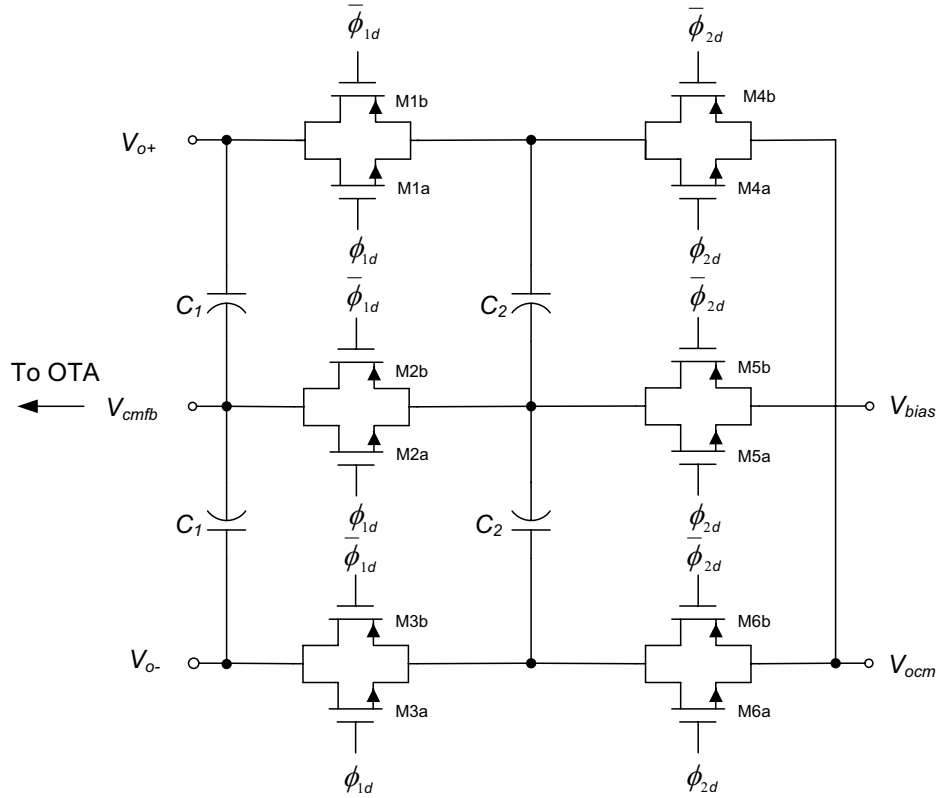 ϕ̄1d
ϕ̄2d
M1b
M4b
Vo+
M1a
M4a
ϕ1d
ϕ2d
ϕ̄1d
ϕ̄2d
C1
C2
To OTA
M2b
M5b
Vcmfb
Vbias
M2a
M5a
C1
C2
ϕ1d
ϕ2d
ϕ̄1d
ϕ̄2d
M3b
M6b
Vo-
Vocm
M3a
M6a
ϕ1d
ϕ2d